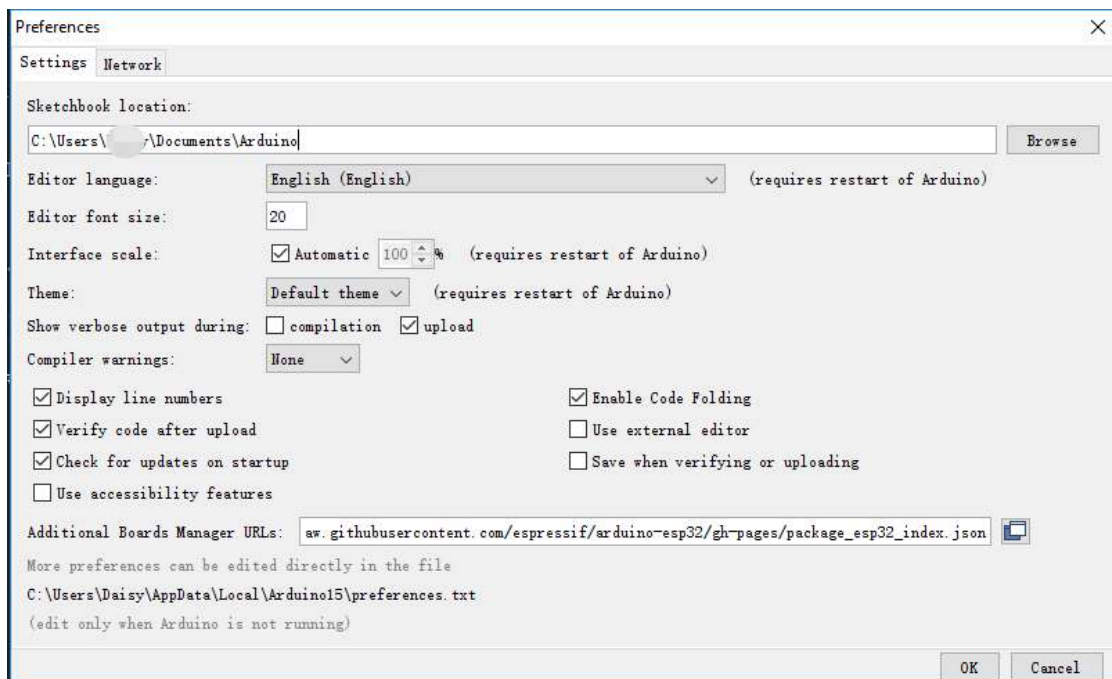 Preferences
Settings Network
Sketchbook location:
\Documents\Arduino Browse
Editor language: English (English) (requires restart of Arduino)
Editor font size: 20
Interface scale: Automatic 100 % (requires restart of Arduino)
Theme: Default theme (requires restart of Arduino)
Show verbose output during: compilation upload
Compiler warnings: None
Display line numbers Enable Code Folding
Verify code after upload Use external editor
Check for updates on startup Save when verifying or uploading
Use accessibility features
Additional Boards Manager URLs: aw.githubusercontent.com/espressif/arduino-esp32/gh-pages/package_esp32_index.json
More preferences can be edited directly in the file
C:\Users\Daisy\AppData\Local\Arduino15\preferences.txt
(edit only when Arduino is not running)
OK Cancel